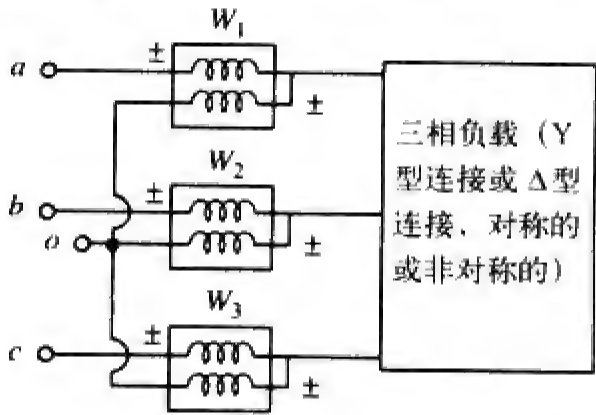 W₁
a ± ±
三相负载（Y
型连接或 Δ 型
连接、对称的
或非对称的）
W₂
b ± ±
o
W₃
c ± ±